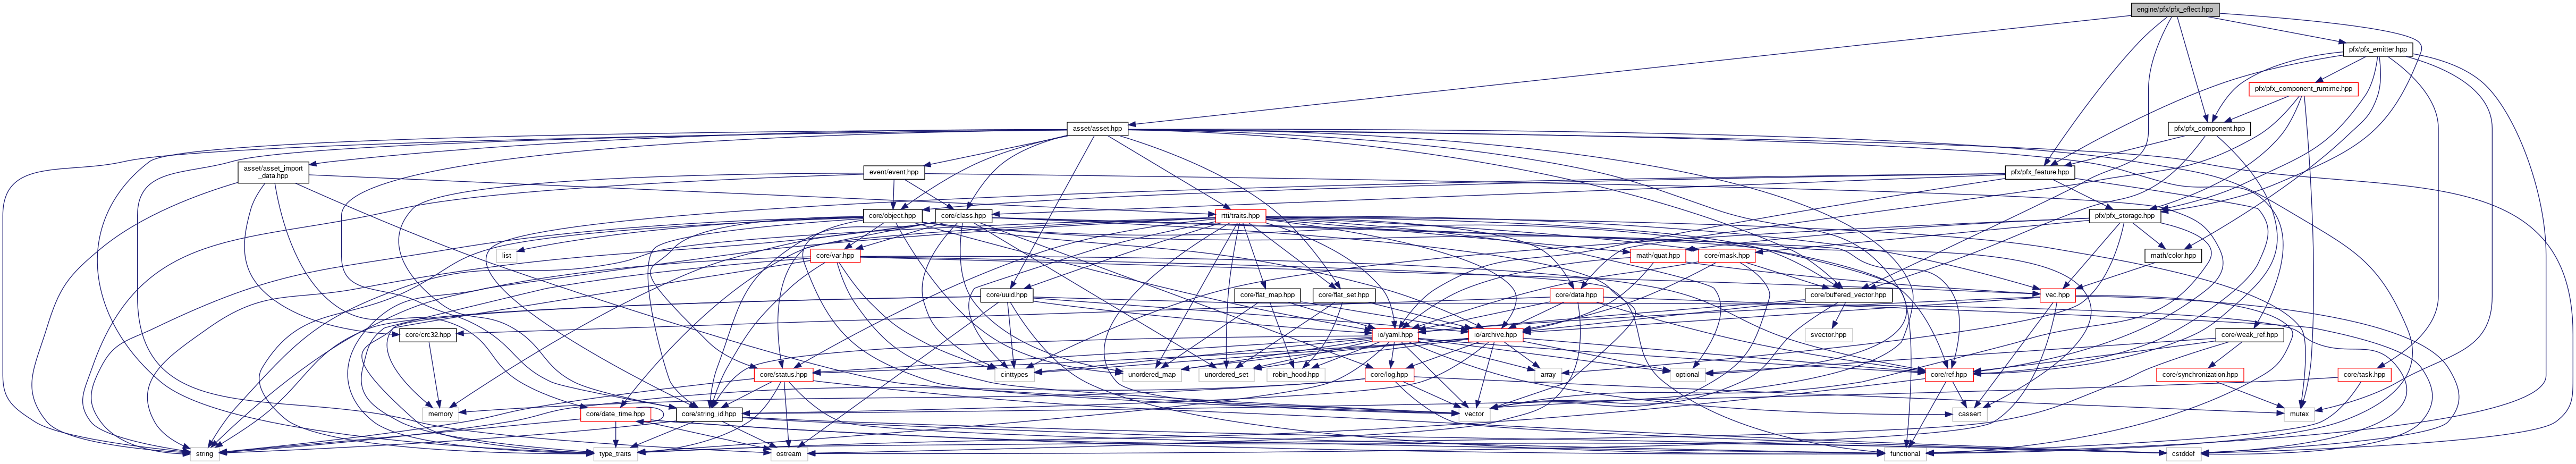 engine/pfx/pfx_effect.hpp
pfx/pfx_emitter.hpp
pfx/pfx_component_runtime.hpp
asset/asset.hpp
pfx/pfx_component.hpp
asset/asset_import
_data.hpp
event/event.hpp
pfx/pfx_feature.hpp
core/object.hpp
core/class.hpp
rtti/traits.hpp
pfx/pfx_storage.hpp
list
core/var.hpp
math/quat.hpp
core/mask.hpp
math/color.hpp
core/uuid.hpp
core/flat_map.hpp
core/flat_set.hpp
core/data.hpp
core/buffered_vector.hpp
vec.hpp
core/crc32.hpp
io/yaml.hpp
io/archive.hpp
svector.hpp
core/weak_ref.hpp
core/status.hpp
cinttypes
unordered_map
unordered_set
robin_hood.hpp
core/log.hpp
array
optional
core/ref.hpp
core/synchronization.hpp
core/task.hpp
memory
core/date_time.hpp
core/string_id.hpp
vector
cassert
mutex
string
type_traits
ostream
functional
cstddef